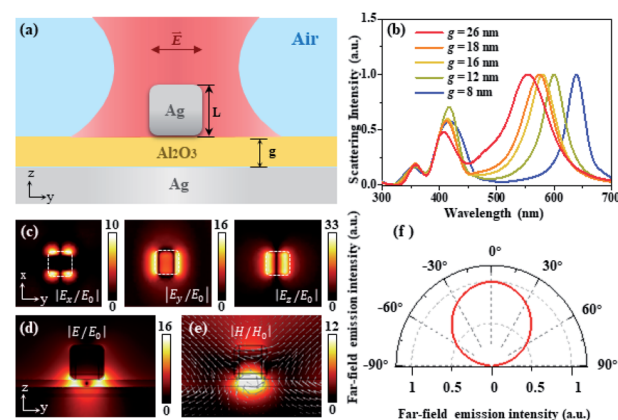 (a)
E
Air
Ag
L
Al2O3
g
Ag
z
y
(b)
Scattering Intensity (a.u.)
g = 26 nm
g = 18 nm
g = 16 nm
g = 12 nm
g = 8 nm
1.0
0.5
0.0
300 400 500 600 700
Wavelength (nm)
(c)
x
y
|Ex/E0|
10
0
|Ey/E0|
16
0
|Ez/E0|
33
0
(d)
|E/E0|
z
y
16
0
(e)
|H/H0|
12
0
(f)
Far-field emission intensity (a.u.)
0°
-30° 30°
-60° 60°
-90° 90°
1 0.5 0 0.5 1
Far-field emission intensity (a.u.)